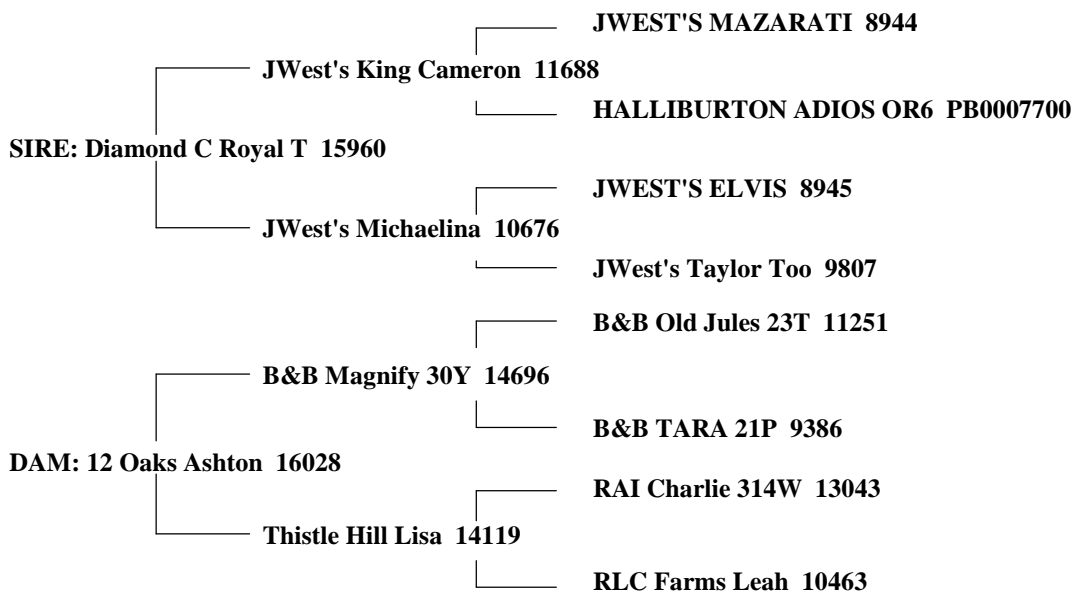 JWEST'S MAZARATI 8944
JWest's King Cameron 11688
HALLIBURTON ADIOS OR6 PB0007700
SIRE: Diamond C Royal T 15960
JWEST'S ELVIS 8945
JWest's Michaelina 10676
JWest's Taylor Too 9807
B&B Old Jules 23T 11251
B&B Magnify 30Y 14696
B&B TARA 21P 9386
DAM: 12 Oaks Ashton 16028
RAI Charlie 314W 13043
Thistle Hill Lisa 14119
RLC Farms Leah 10463